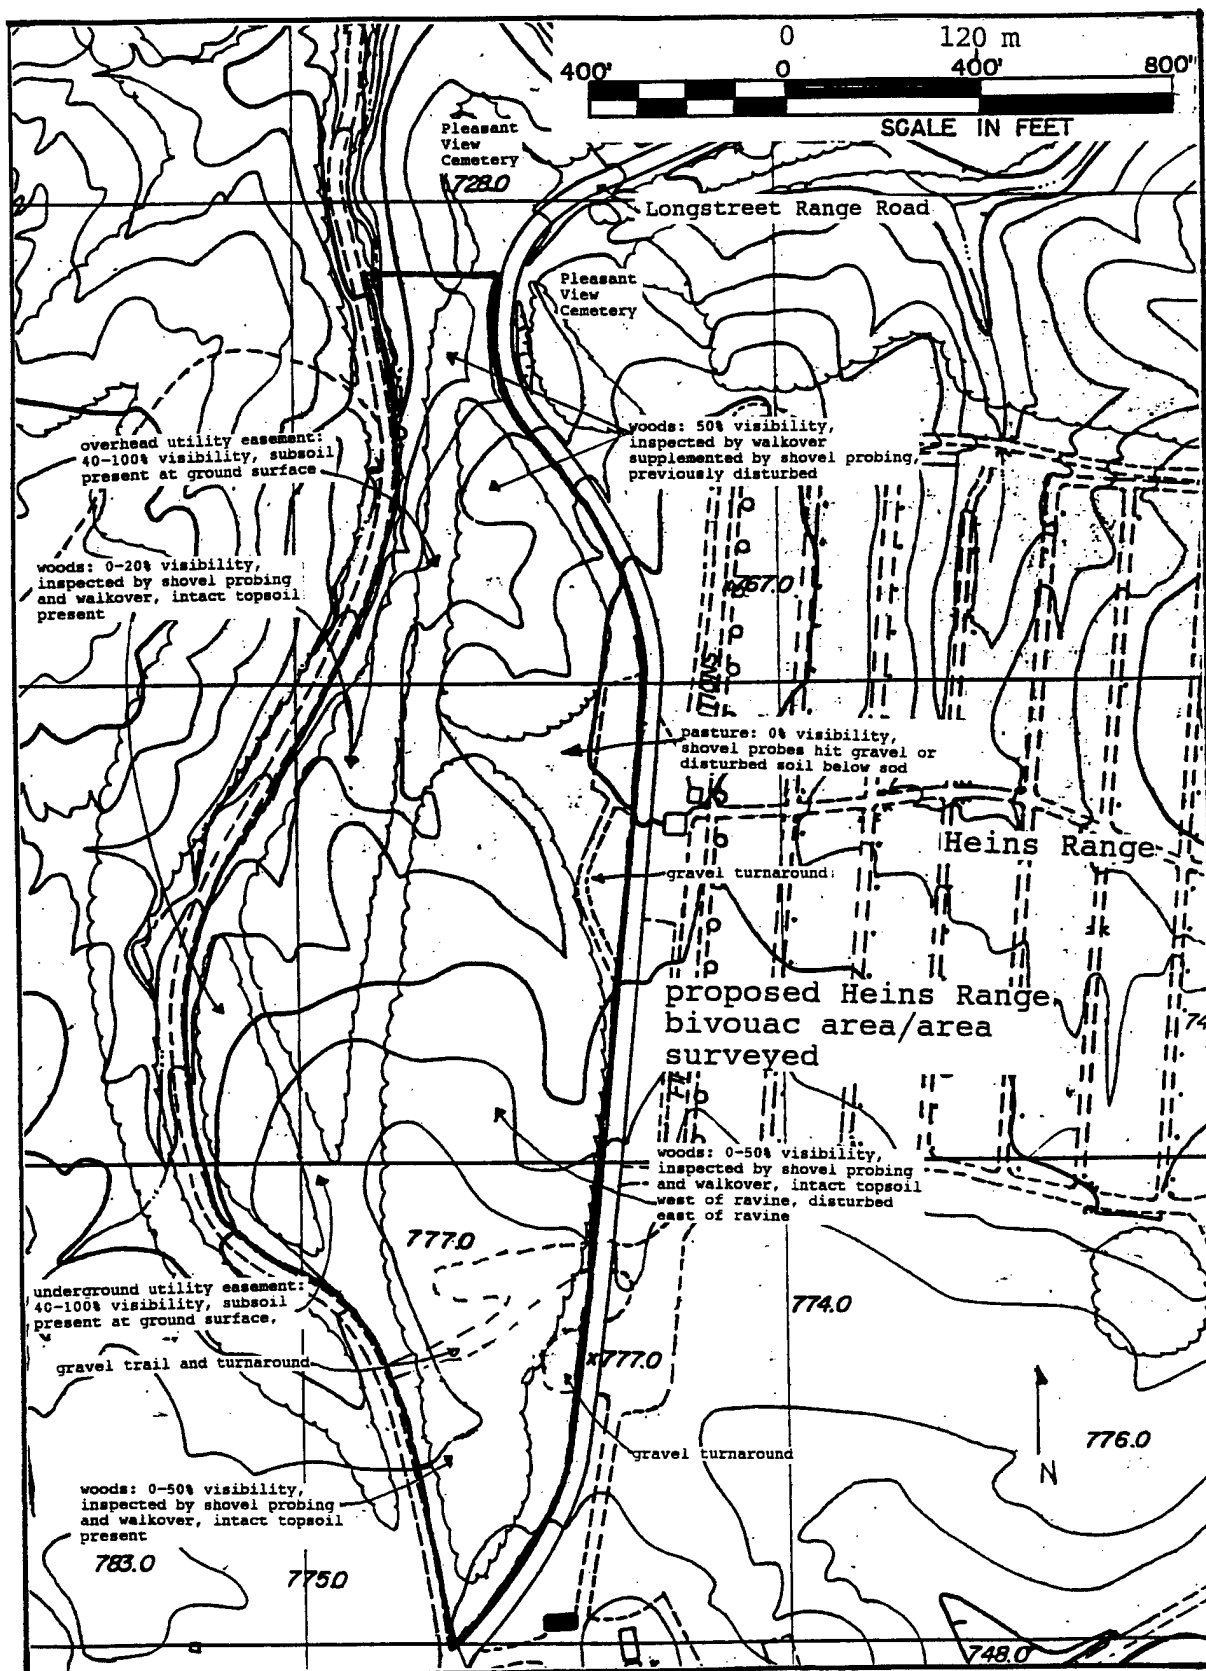 0 120 m
400' 0 400' 800'
SCALE IN FEET
Pleasant
View
Cemetery
728.0
Longstreet Range Road
Pleasant
View
Cemetery
overhead utility easement:
40-100% visibility, subsoil
present at ground surface
woods: 50% visibility,
inspected by walkover
supplemented by shovel probing,
previously disturbed
woods: 0-20% visibility,
inspected by shovel probing
and walkover, intact topsoil
present
x767.0
pasture: 0% visibility,
shovel probes hit gravel or
disturbed soil below sod
Heins Range
gravel turnaround
proposed Heins Range
bivouac area/area
surveyed
74
woods: 0-50% visibility,
inspected by shovel probing
and walkover, intact topsoil
west of ravine, disturbed
east of ravine
777.0
underground utility easement:
40-100% visibility, subsoil
present at ground surface,
774.0
gravel trail and turnaround
x777.0
776.0
gravel turnaround
N
woods: 0-50% visibility,
inspected by shovel probing
and walkover, intact topsoil
present
783.0
775.0
748.0